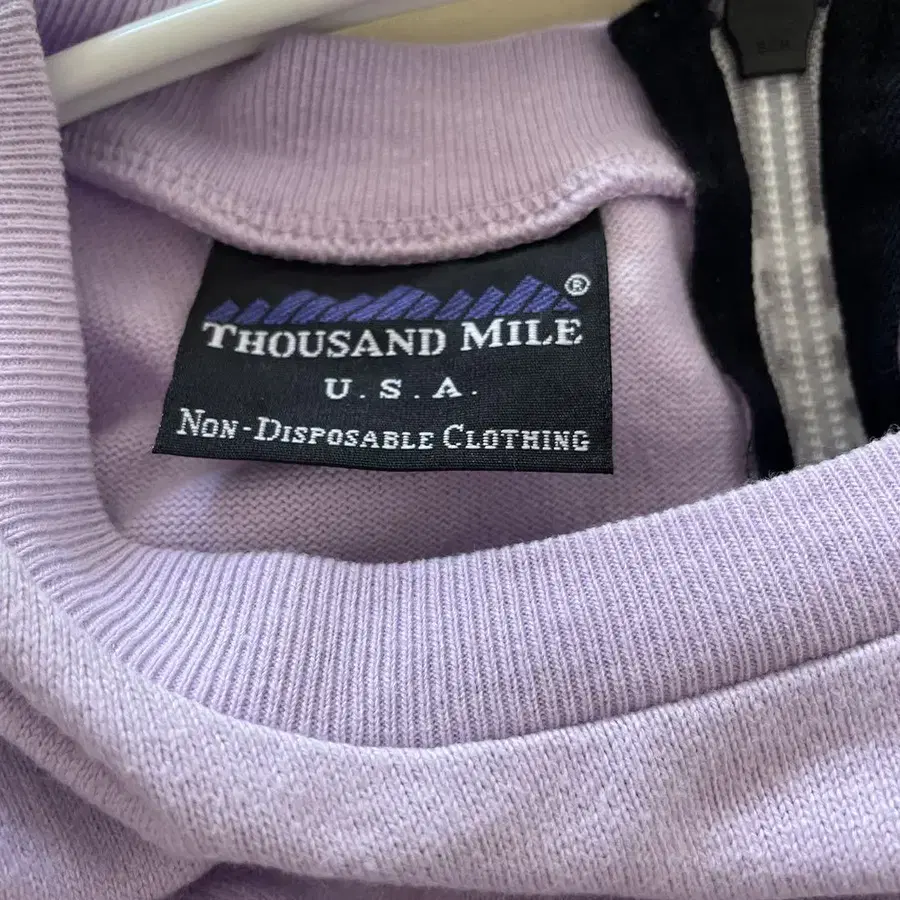 ®
THOUSAND MILE
U.S.A.
NON-DISPOSABLE CLOTHING